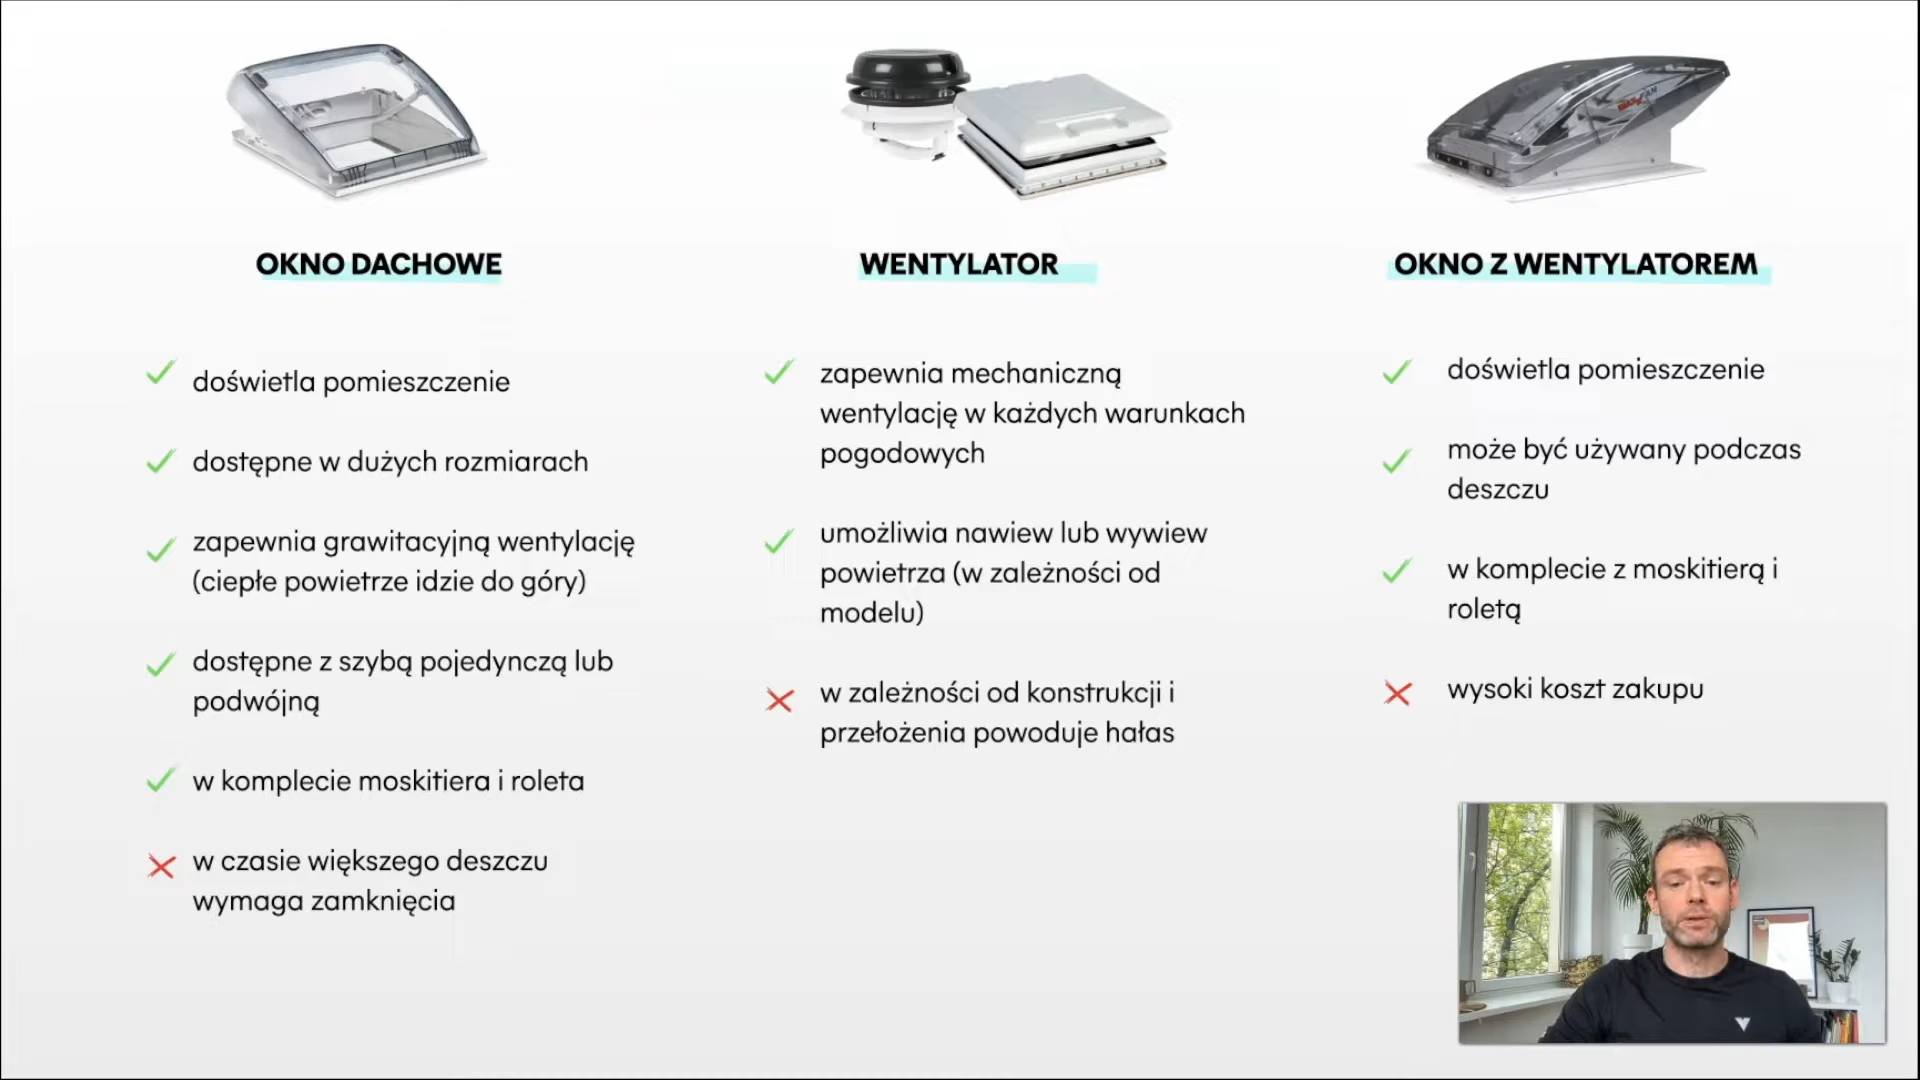 OKNO DACHOWE
doświetla pomieszczenie
dostępne w dużych rozmiarach
zapewnia grawitacyjną wentylację
(ciepłe powietrze idzie do góry)
dostępne z szybą pojedynczą lub
podwójną
w komplecie moskitiera i roleta
w czasie większego deszczu
wymaga zamknięcia
WENTYLATOR
zapewnia mechaniczną
wentylację w każdych warunkach
pogodowych
umożliwia nawiew lub wywiew
powietrza (w zależności od
modelu)
w zależności od konstrukcji i
przełożenia powoduje hałas
MAXXFAN
OKNO Z WENTYLATOREM
doświetla pomieszczenie
może być używany podczas
deszczu
w komplecie z moskitierą i
roletą
wysoki koszt zakupu